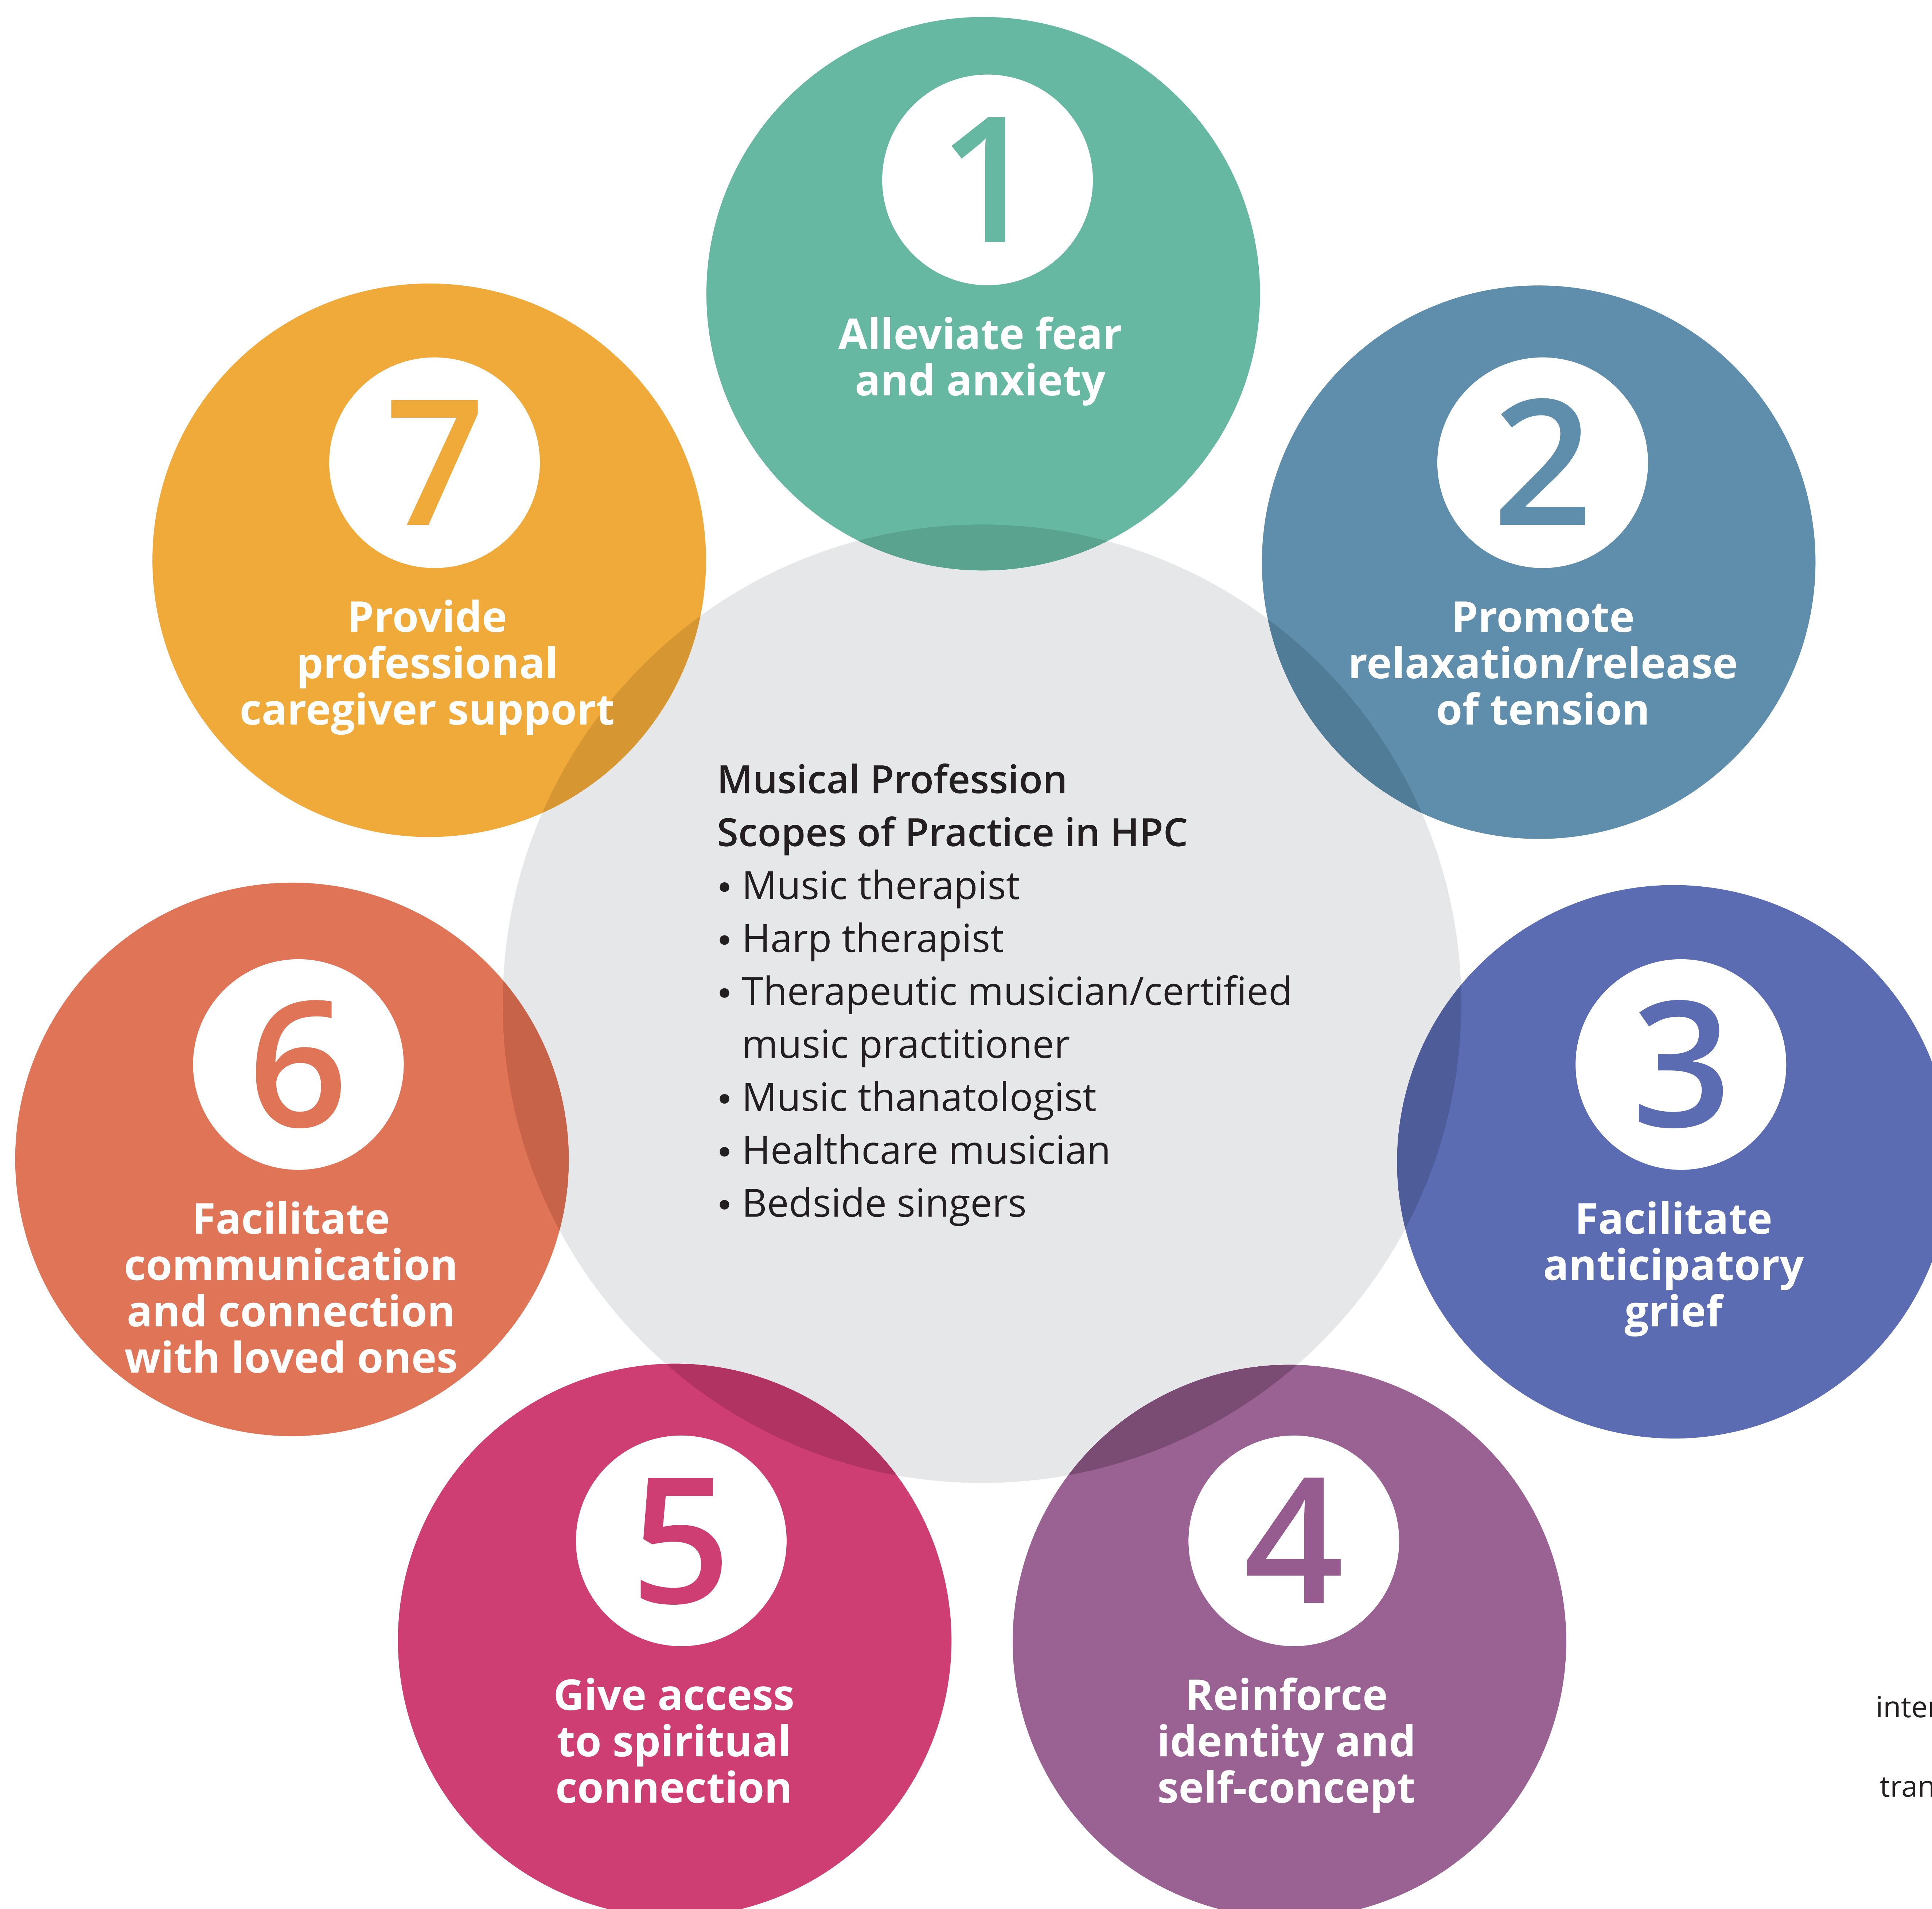 1
Alleviate fear
and anxiety
2
Promote
relaxation/release
of tension
3
Facilitate
anticipatory
grief
4
Reinforce
identity and
self-concept
5
Give access
to spiritual
connection
6
Facilitate
communication
and connection
with loved ones
7
Provide
professional
caregiver support
Musical Profession
Scopes of Practice in HPC
• Music therapist
• Harp therapist
• Therapeutic musician/certified
music practitioner
• Music thanatologist
• Healthcare musician
• Bedside singers